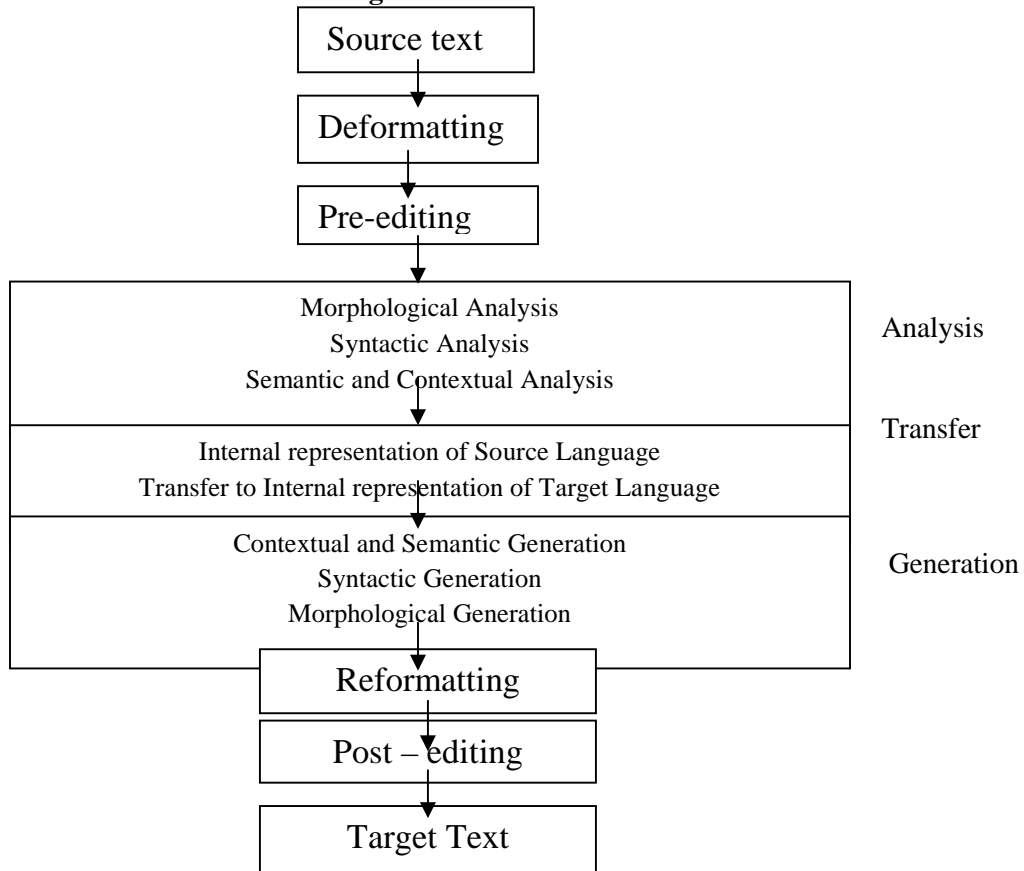 Source text
Deformatting
Pre-editing
Morphological Analysis
Syntactic Analysis
Semantic and Contextual Analysis
Analysis
Internal representation of Source Language
Transfer to Internal representation of Target Language
Transfer
Contextual and Semantic Generation
Syntactic Generation
Morphological Generation
Generation
Reformatting
Post – editing
Target Text